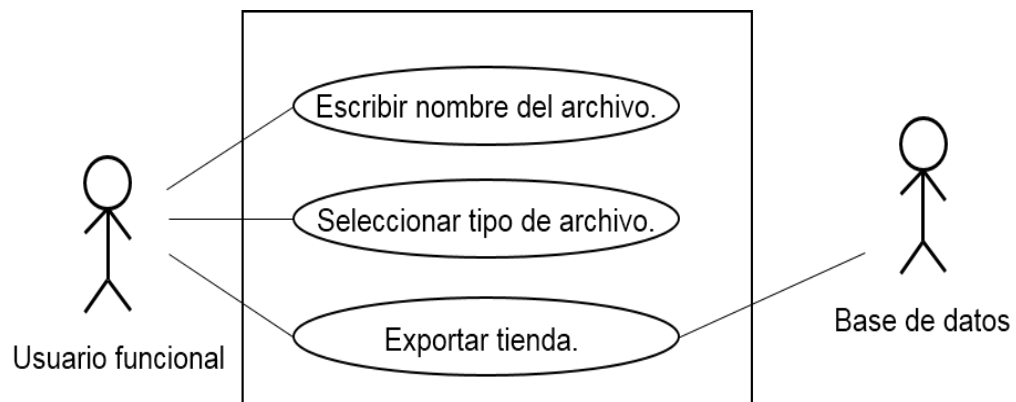 Escribir nombre del archivo.
Seleccionar tipo de archivo.
Exportar tienda.
Usuario funcional
Base de datos